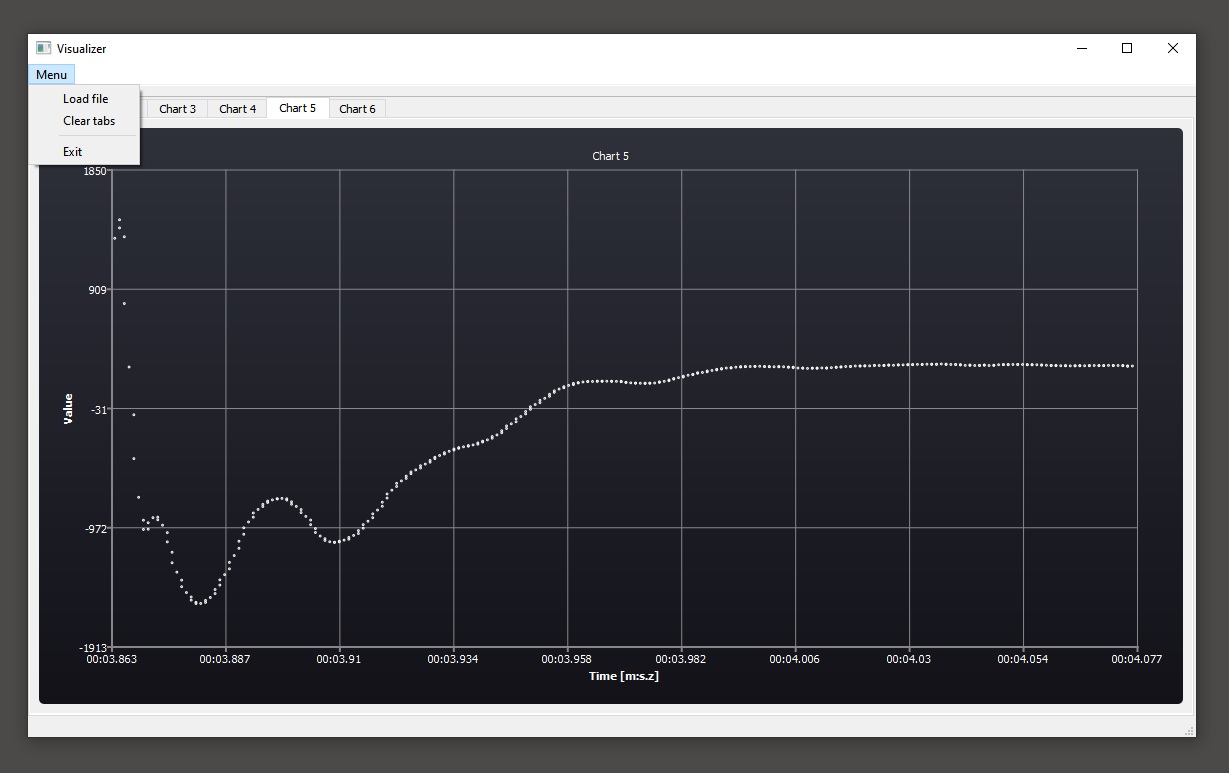 Visualizer
Menu
Load file
Clear tabs
Exit
Chart 3 Chart 4 Chart 5 Chart 6
Chart 5
1850
909
-31
-972
-1913
Value
00:03.863 00:03.887 00:03.91 00:03.934 00:03.958 00:03.982 00:04.006 00:04.03 00:04.054 00:04.077
Time [m:s.z]